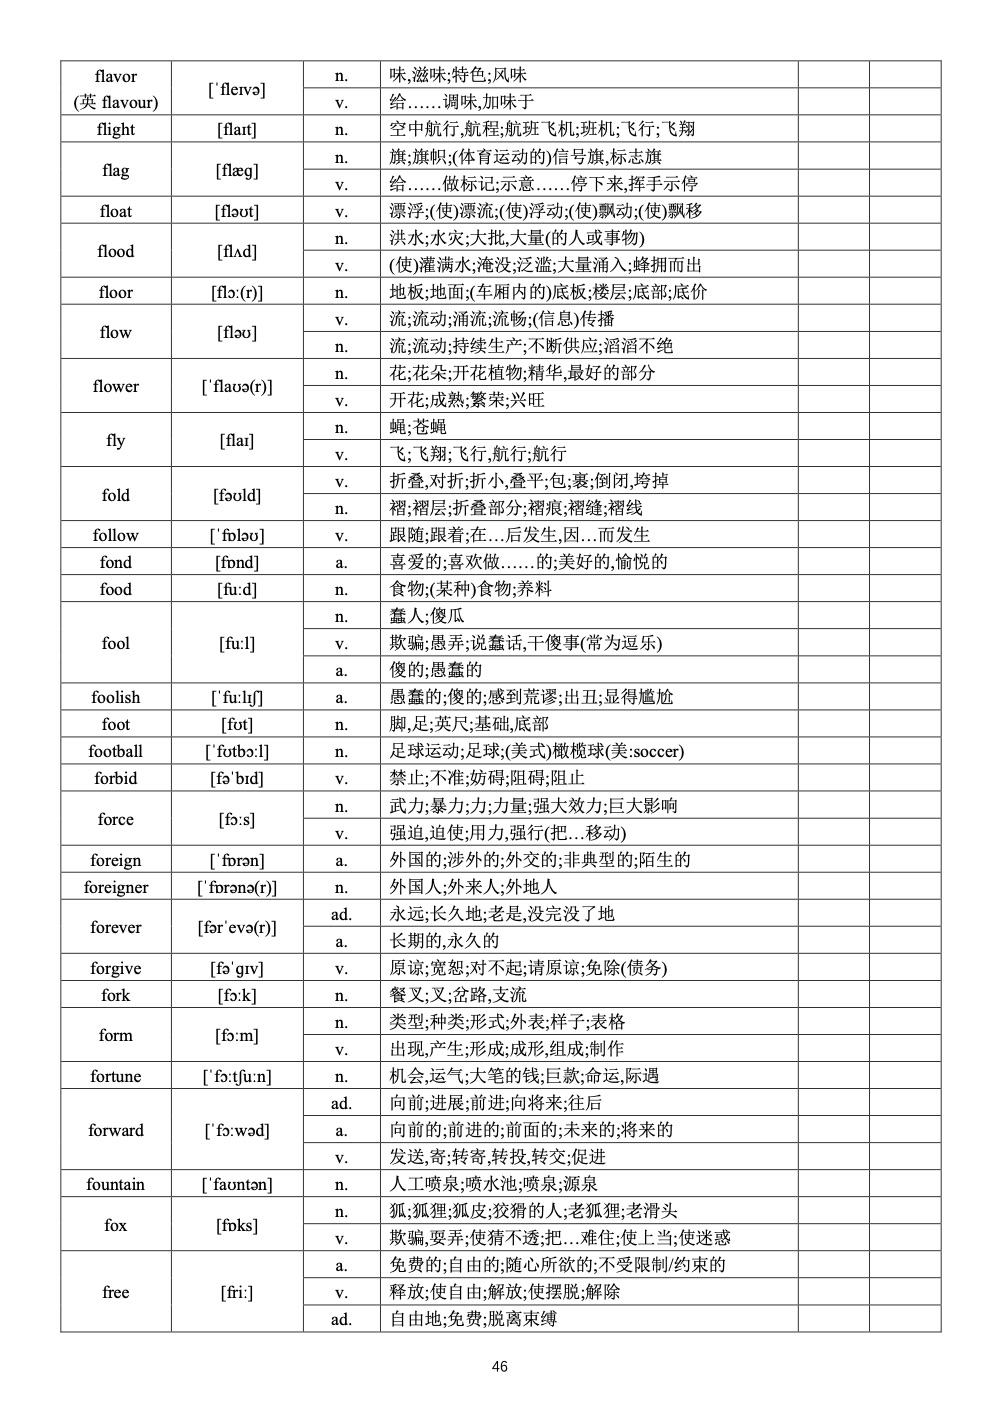 flavor
(英 flavour) [ˈfleɪvə] n. 味,滋味;特色;风味
v. 给……调味,加味于
flight [flaɪt] n. 空中航行,航程;航班飞机;班机;飞行;飞翔
flag [flæg] n. 旗;旗帜;(体育运动的)信号旗,标志旗
v. 给……做标记;示意……停下来,挥手示停
float [fləʊt] v. 漂浮;(使)漂流;(使)浮动;(使)飘动;(使)飘移
flood [flʌd] n. 洪水;水灾;大批,大量(的人或事物)
v. (使)灌满水;淹没;泛滥;大量涌入;蜂拥而出
floor [flɔː(r)] n. 地板;地面;(车厢内的)底板;楼层;底部;底价
flow [fləʊ] v. 流;流动;涌流;流畅;(信息)传播
n. 流;流动;持续生产;不断供应;滔滔不绝
flower [ˈflaʊə(r)] n. 花;花朵;开花植物;精华,最好的部分
v. 开花;成熟;繁荣;兴旺
fly [flaɪ] n. 蝇;苍蝇
v. 飞;飞翔;飞行,航行;航行
fold [fəʊld] v. 折叠,对折;折小,叠平;包;裹;倒闭,垮掉
n. 褶;褶层;折叠部分;褶痕;褶缝;褶线
follow [ˈfɒləʊ] v. 跟随;跟着;在…后发生,因…而发生
fond [fɒnd] a. 喜爱的;喜欢做……的;美好的,愉悦的
food [fuːd] n. 食物;(某种)食物;养料
fool [fuːl] n. 蠢人;傻瓜
v. 欺骗;愚弄;说蠢话,干傻事(常为逗乐)
a. 傻的;愚蠢的
foolish [ˈfuːlɪʃ] a. 愚蠢的;傻的;感到荒谬;出丑;显得尴尬
foot [fʊt] n. 脚,足;英尺;基础,底部
football [ˈfʊtbɔːl] n. 足球运动;足球;(美式)橄榄球(美:soccer)
forbid [fəˈbɪd] v. 禁止;不准;妨碍;阻碍;阻止
force [fɔːs] n. 武力;暴力;力;力量;强大效力;巨大影响
v. 强迫,迫使;用力,强行(把…移动)
foreign [ˈfɒrən] a. 外国的;涉外的;外交的;非典型的;陌生的
foreigner [ˈfɒrənə(r)] n. 外国人;外来人;外地人
forever [fərˈevə(r)] ad. 永远;长久地;老是,没完没了地
a. 长期的,永久的
forgive [fəˈgɪv] v. 原谅;宽恕;对不起;请原谅;免除(债务)
fork [fɔːk] n. 餐叉;叉;岔路,支流
form [fɔːm] n. 类型;种类;形式;外表;样子;表格
v. 出现,产生;形成;成形,组成;制作
fortune [ˈfɔːtʃuːn] n. 机会,运气;大笔的钱;巨款;命运,际遇
forward [ˈfɔːwəd] ad. 向前;进展;前进;向将来;往后
a. 向前的;前进的;前面的;未来的;将来的
v. 发送,寄;转寄,转投,转交;促进
fountain [ˈfaʊntən] n. 人工喷泉;喷水池;喷泉;源泉
fox [fɒks] n. 狐;狐狸;狐皮;狡猾的人;老狐狸;老滑头
v. 欺骗,耍弄;使猜不透;把…难住;使上当;使迷惑
free [friː] a. 免费的;自由的;随心所欲的;不受限制/约束的
v. 释放;使自由;解放;使摆脱;解除
ad. 自由地;免费;脱离束缚
46